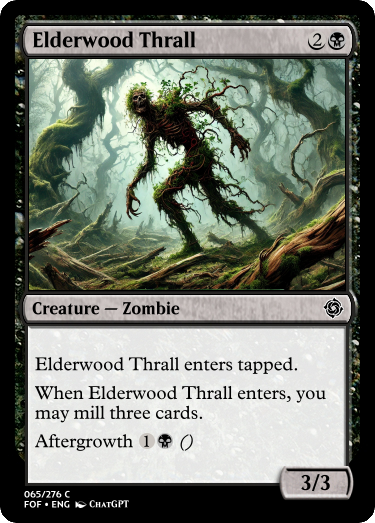 Elderwood Thrall 2
Creature — Zombie
Elderwood Thrall enters tapped.
When Elderwood Thrall enters, you
may mill three cards.
Aftergrowth 1 ()
3/3
065/276 C
FOF • ENG ChatGPT